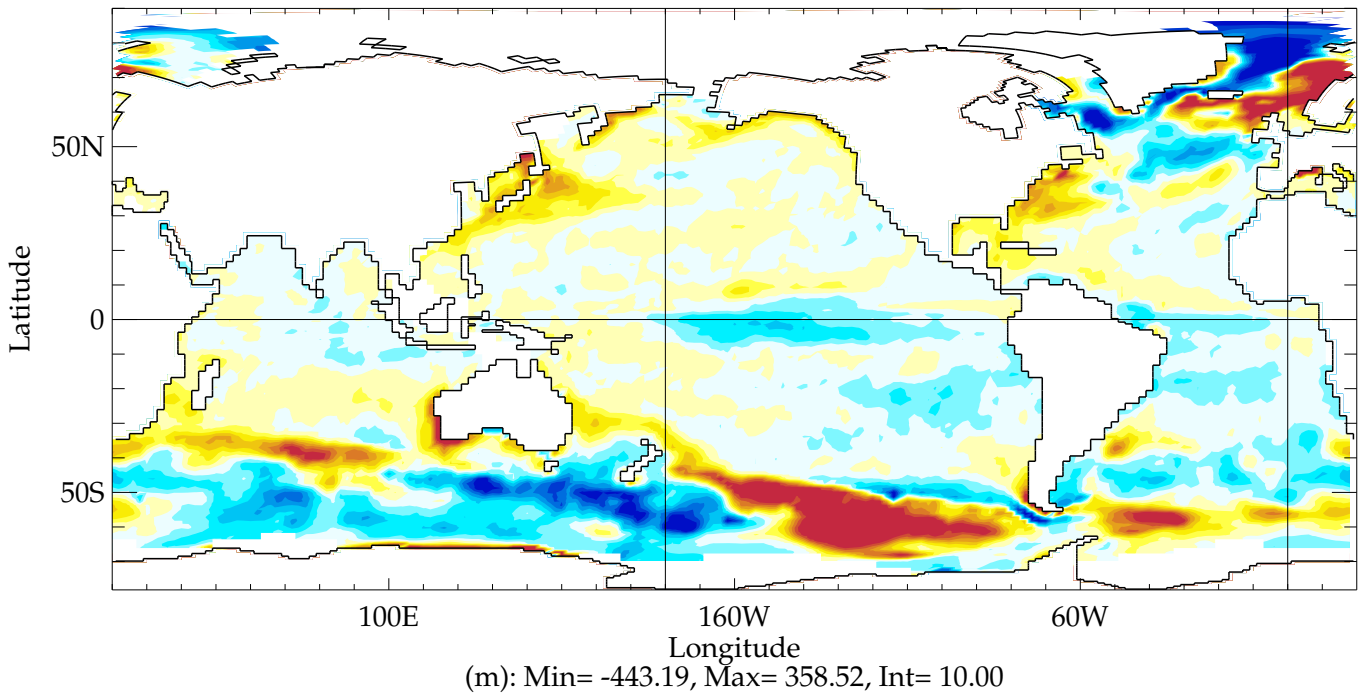 50N
0
50S
Latitude
100E
160W
60W
Longitude
(m): Min= -443.19, Max= 358.52, Int= 10.00